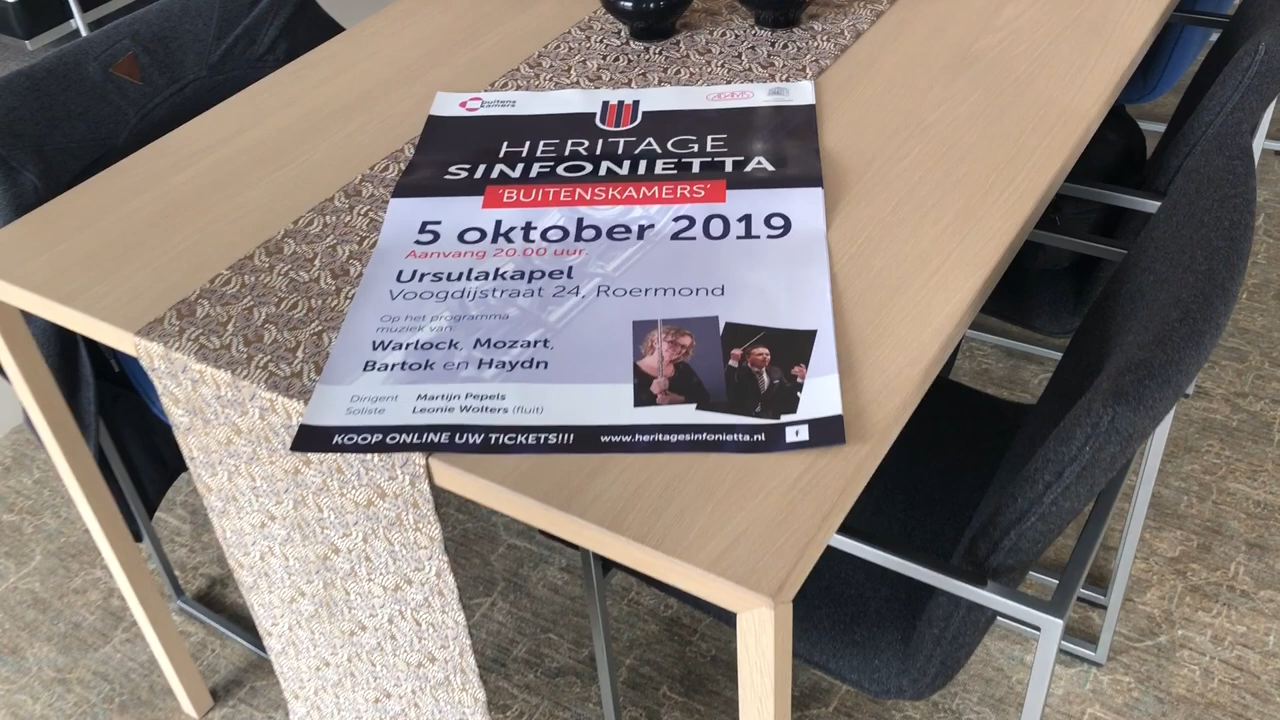 buitens
kamers
ADAMS
HERITAGE
SINFONIETTA
'BUITENSKAMERS'
5 oktober 2019
Aanvang 20.00 uur.
Ursulakapel
Voogdijstraat 24, Roermond
Op het programma
muziek van:
Warlock, Mozart,
Bartok en Haydn
Dirigent Martijn Pepels
Soliste Leonie Wolters (fluit)
KOOP ONLINE UW TICKETS!!! www.heritagesinfonietta.nl f